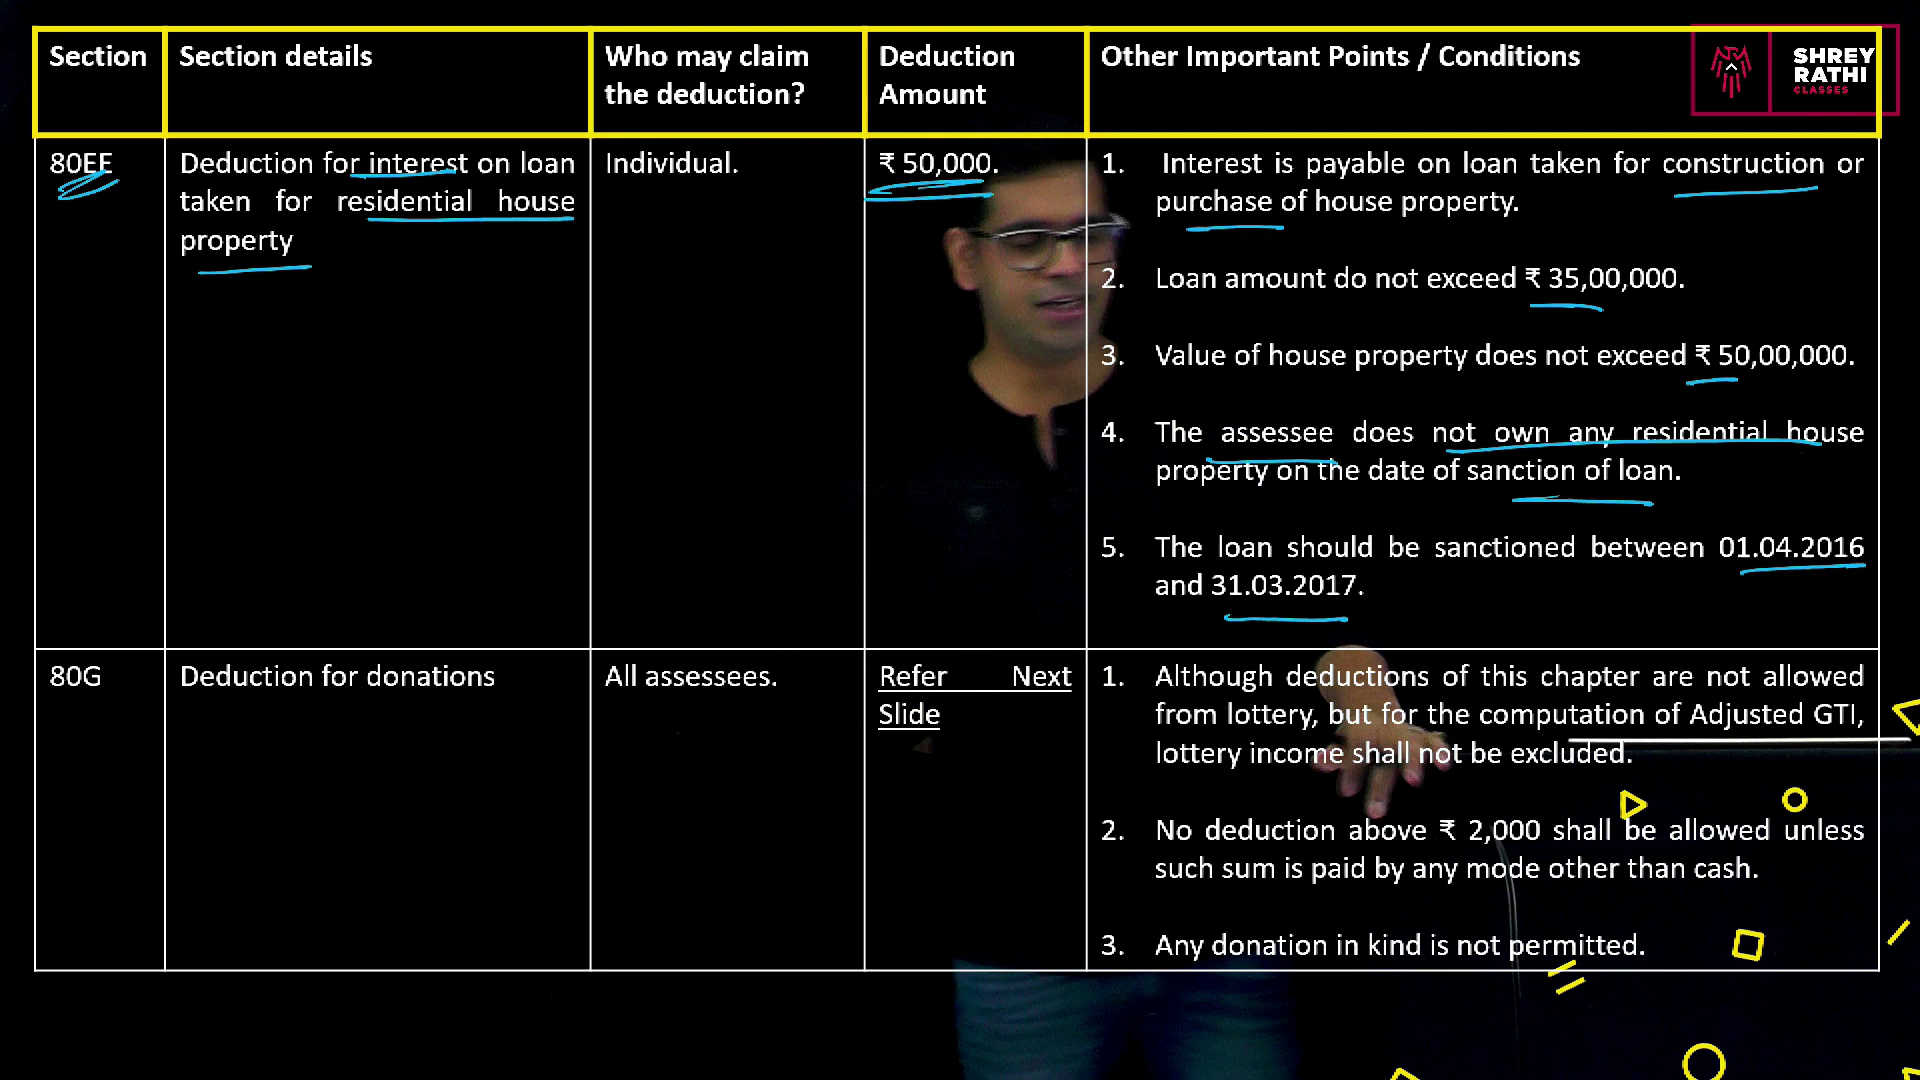 Section
Section details
Who may claim
the deduction?
Deduction
Amount
Other Important Points / Conditions
SHREY
RATHI
CLASSES
80EE
Deduction for interest on loan
taken for residential house
property
Individual.
₹ 50,000.
1. Interest is payable on loan taken for construction or
purchase of house property.
2. Loan amount do not exceed ₹ 35,00,000.
3. Value of house property does not exceed ₹ 50,00,000.
4. The assessee does not own any residential house
property on the date of sanction of loan.
5. The loan should be sanctioned between 01.04.2016
and 31.03.2017.
80G
Deduction for donations
All assessees.
Refer Next
Slide
1. Although deductions of this chapter are not allowed
from lottery, but for the computation of Adjusted GTI,
lottery income shall not be excluded.
2. No deduction above ₹ 2,000 shall be allowed unless
such sum is paid by any mode other than cash.
3. Any donation in kind is not permitted.